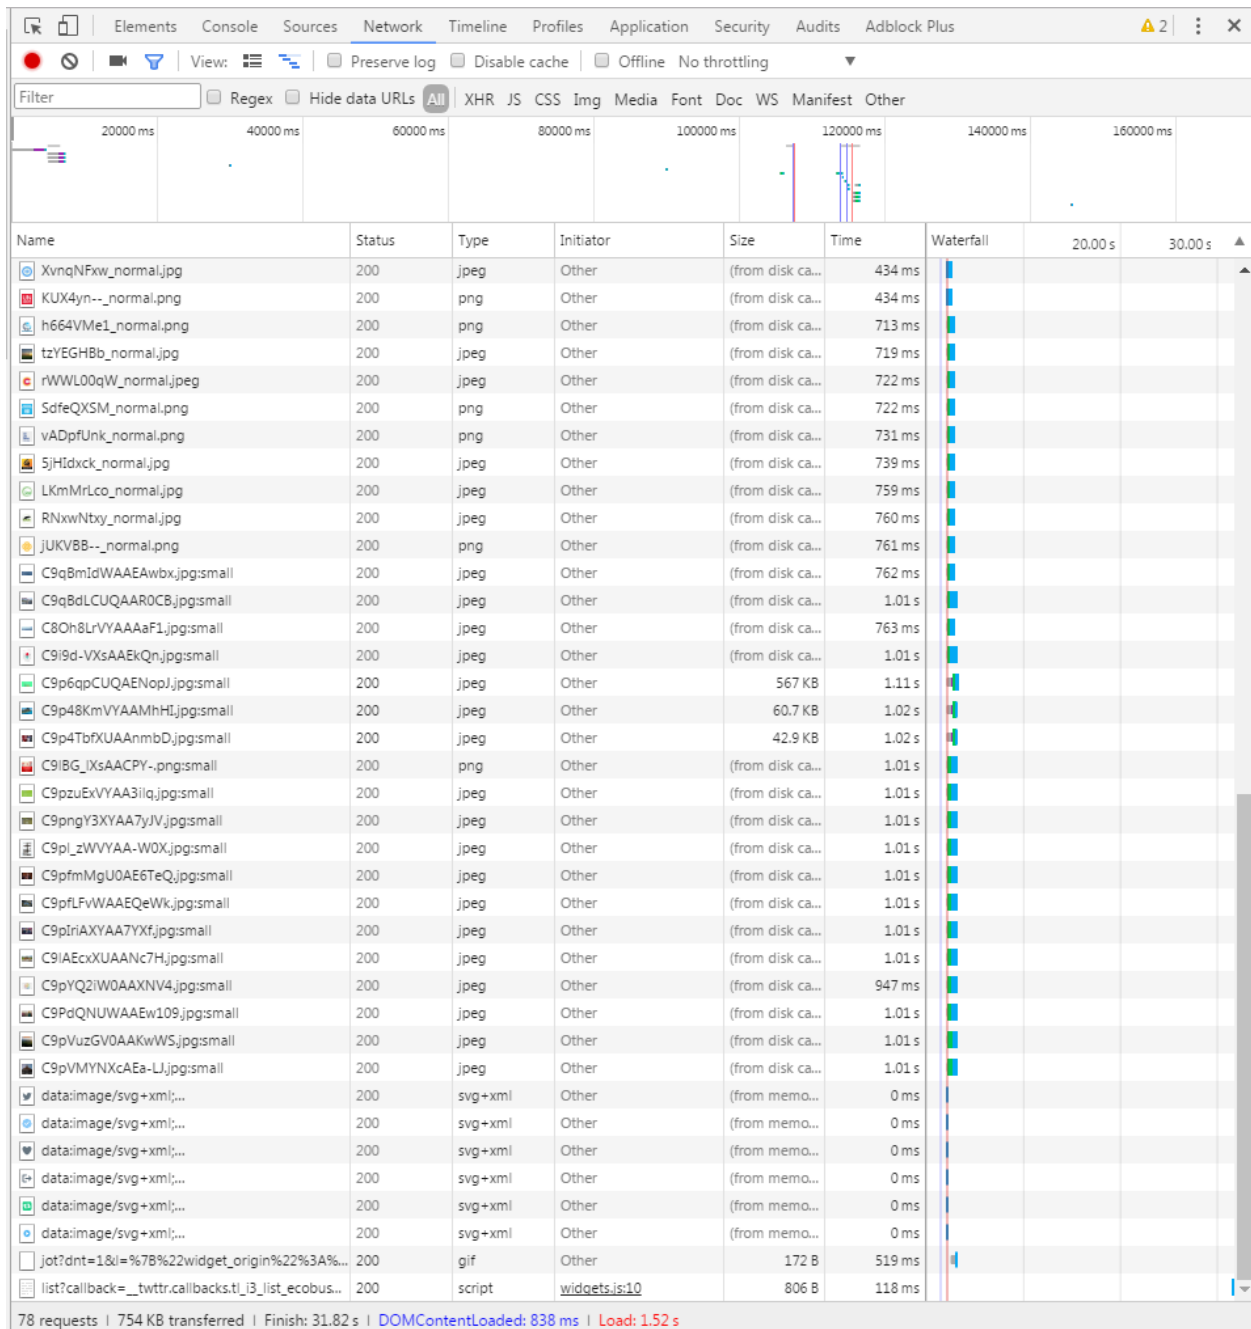 Elements Console Sources Network Timeline Profiles Application Security Audits Adblock Plus 2
View: Preserve log Disable cache Offline No throttling
Filter Regex Hide data URLs All XHR JS CSS Img Media Font Doc WS Manifest Other
20000 ms 40000 ms 60000 ms 80000 ms 100000 ms 120000 ms 140000 ms 160000 ms
Name Status Type Initiator Size Time Waterfall 20.00 s 30.00 s
XvnqNFxw_normal.jpg 200 jpeg Other (from disk ca... 434 ms
KUX4yn--_normal.png 200 png Other (from disk ca... 434 ms
h664VMe1_normal.png 200 png Other (from disk ca... 713 ms
tzYEGHBb_normal.jpg 200 jpeg Other (from disk ca... 719 ms
rWWL00qW_normal.jpeg 200 jpeg Other (from disk ca... 722 ms
SdfeQXSM_normal.png 200 png Other (from disk ca... 722 ms
vADpfUnk_normal.png 200 png Other (from disk ca... 731 ms
5jHIdxck_normal.jpg 200 jpeg Other (from disk ca... 739 ms
LKmMrLco_normal.jpg 200 jpeg Other (from disk ca... 759 ms
RNxwNtxy_normal.jpg 200 jpeg Other (from disk ca... 760 ms
jUKVBB--_normal.png 200 png Other (from disk ca... 761 ms
C9qBmIdWAAEAwbx.jpg:small 200 jpeg Other (from disk ca... 762 ms
C9qBdLCUQAAR0CB.jpg:small 200 jpeg Other (from disk ca... 1.01 s
C8Oh8LrVYAAAaF1.jpg:small 200 jpeg Other (from disk ca... 763 ms
C9i9d-VXsAAEkQn.jpg:small 200 jpeg Other (from disk ca... 1.01 s
C9p6qpCUQAENopJ.jpg:small 200 jpeg Other 567 KB 1.11 s
C9p48KmVYAAMhHI.jpg:small 200 jpeg Other 60.7 KB 1.02 s
C9p4TbfXUAAnmbD.jpg:small 200 jpeg Other 42.9 KB 1.02 s
C9lBG_lXsAACPY-.png:small 200 png Other (from disk ca... 1.01 s
C9pzuExVYAA3ilq.jpg:small 200 jpeg Other (from disk ca... 1.01 s
C9pngY3XYAA7yJV.jpg:small 200 jpeg Other (from disk ca... 1.01 s
C9pl_zWVYAA-W0X.jpg:small 200 jpeg Other (from disk ca... 1.01 s
C9pfmMgU0AE6TeQ.jpg:small 200 jpeg Other (from disk ca... 1.01 s
C9pfLFvWAAEQeWk.jpg:small 200 jpeg Other (from disk ca... 1.01 s
C9pIriAXYAA7YXf.jpg:small 200 jpeg Other (from disk ca... 1.01 s
C9lAEcxXUAANc7H.jpg:small 200 jpeg Other (from disk ca... 1.01 s
C9pYQ2iW0AAXNV4.jpg:small 200 jpeg Other (from disk ca... 947 ms
C9PdQNUWAAEw109.jpg:small 200 jpeg Other (from disk ca... 1.01 s
C9pVuzGV0AAKwWS.jpg:small 200 jpeg Other (from disk ca... 1.01 s
C9pVMYNXcAEa-LJ.jpg:small 200 jpeg Other (from disk ca... 1.01 s
data:image/svg+xml;... 200 svg+xml Other (from memo... 0 ms
data:image/svg+xml;... 200 svg+xml Other (from memo... 0 ms
data:image/svg+xml;... 200 svg+xml Other (from memo... 0 ms
data:image/svg+xml;... 200 svg+xml Other (from memo... 0 ms
data:image/svg+xml;... 200 svg+xml Other (from memo... 0 ms
data:image/svg+xml;... 200 svg+xml Other (from memo... 0 ms
jot?dnt=1&l=%7B%22widget_origin%22%3A%... 200 gif Other 172 B 519 ms
list?callback=__twttr.callbacks.tl_i3_list_ecobus... 200 script widgets.js:10 806 B 118 ms
78 requests | 754 KB transferred | Finish: 31.82 s | DOMContentLoaded: 838 ms | Load: 1.52 s